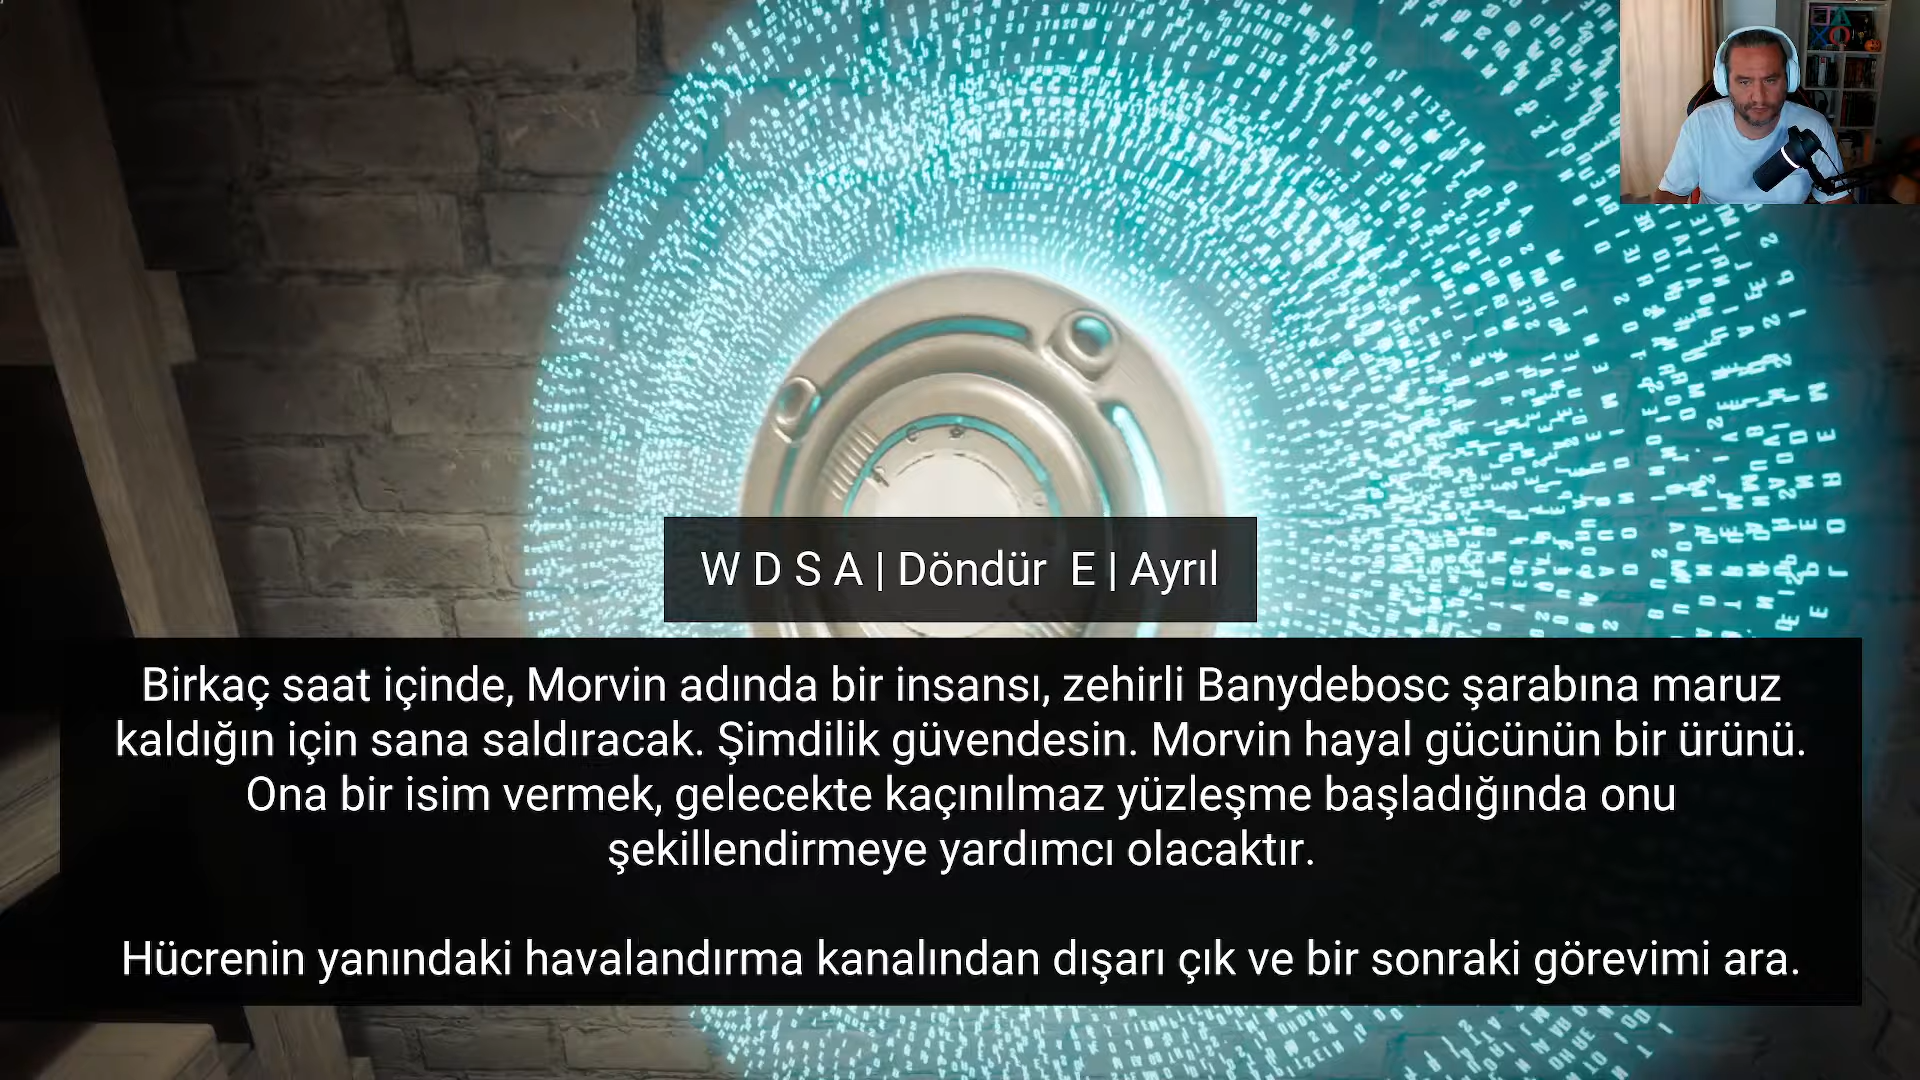 W D S A | Döndür E | Ayrıl
Birkaç saat içinde, Morvin adında bir insansı, zehirli Banydebosc şarabına maruz
kaldığın için sana saldıracak. Şimdilik güvendesin. Morvin hayal gücünün bir ürünü.
Ona bir isim vermek, gelecekte kaçınılmaz yüzleşme başladığında onu
şekillendirmeye yardımcı olacaktır.
Hücrenin yanındaki havalandırma kanalından dışarı çık ve bir sonraki görevimi ara.